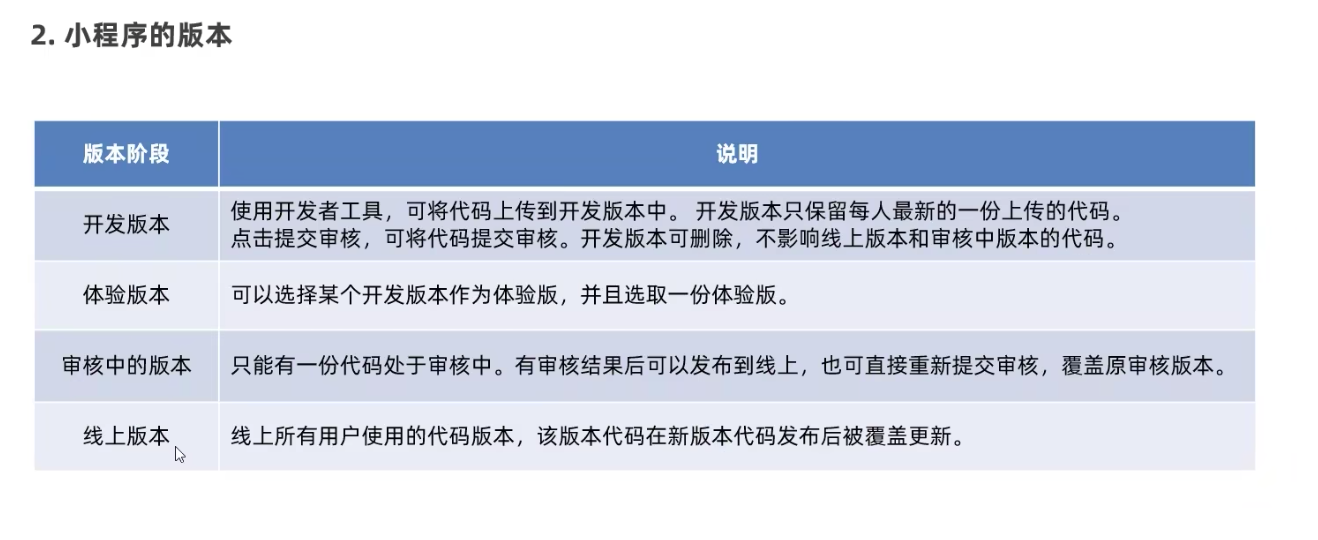 2. 小程序的版本
版本阶段
说明
开发版本
使用开发者工具，可将代码上传到开发版本中。 开发版本只保留每人最新的一份上传的代码。
点击提交审核，可将代码提交审核。开发版本可删除，不影响线上版本和审核中版本的代码。
体验版本
可以选择某个开发版本作为体验版，并且选取一份体验版。
审核中的版本
只能有一份代码处于审核中。有审核结果后可以发布到线上，也可直接重新提交审核，覆盖原审核版本。
线上版本
线上所有用户使用的代码版本，该版本代码在新版本代码发布后被覆盖更新。